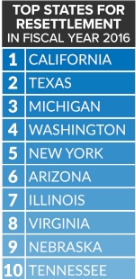 TOP STATES FOR
RESETTLEMENT
IN FISCAL YEAR 2016
1 CALIFORNIA
2 TEXAS
3 MICHIGAN
4 WASHINGTON
5 NEW YORK
6 ARIZONA
7 ILLINOIS
8 VIRGINIA
9 NEBRASKA
10 TENNESSEE